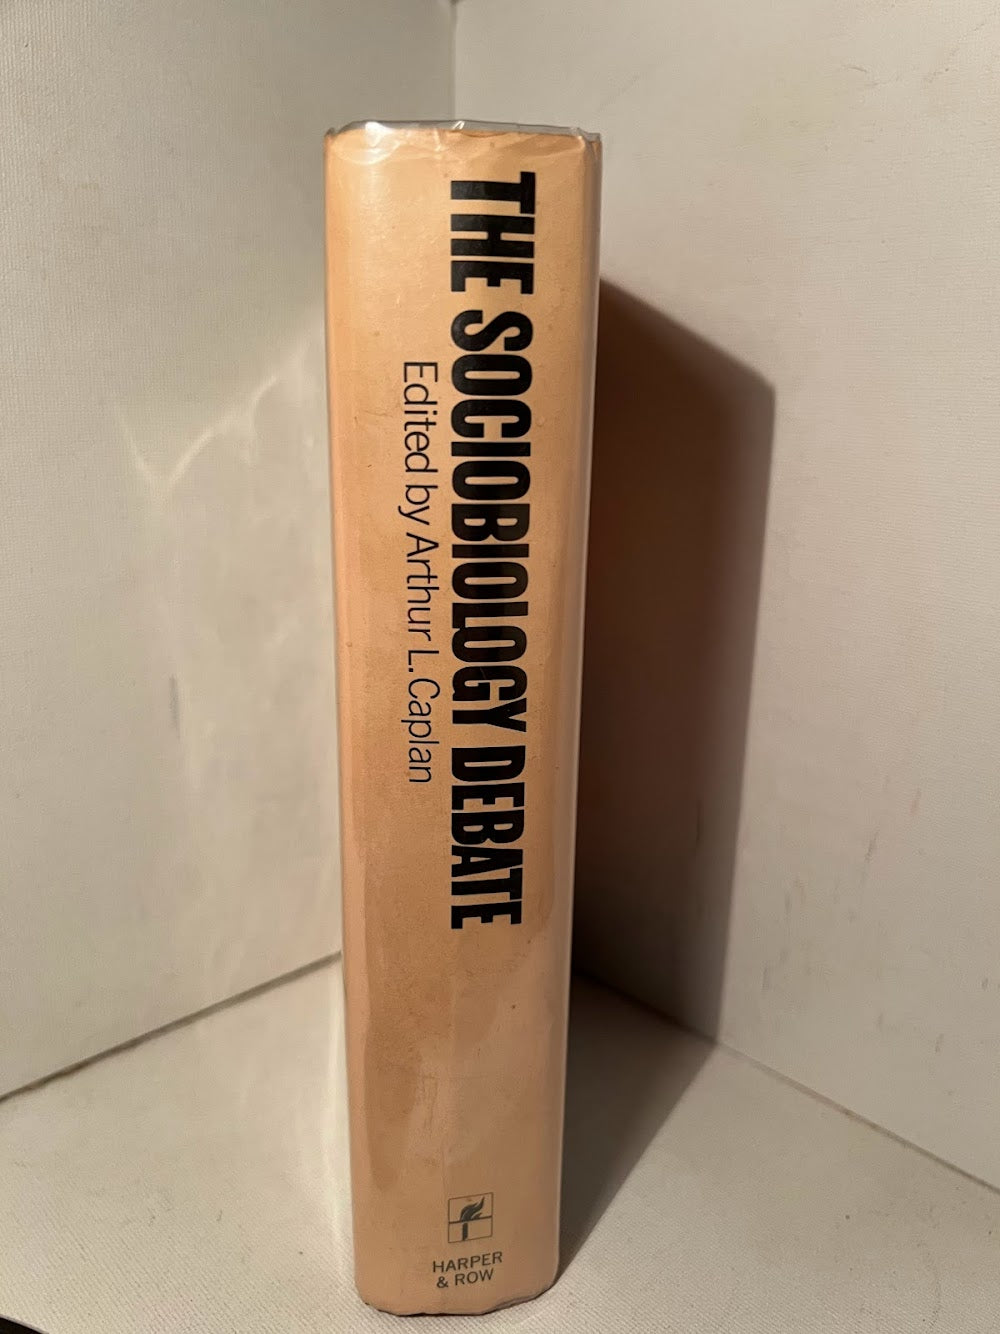 THE SOCIOBIOLOGY DEBATE
Edited by Arthur L. Caplan
HARPER
& ROW